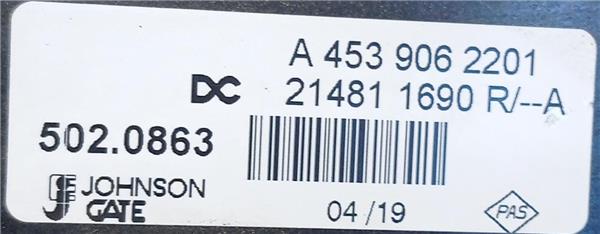 A 453 906 2201
DC 21481 1690 R/--A
502.0863
JOHNSON
GATE
04/19
PAS